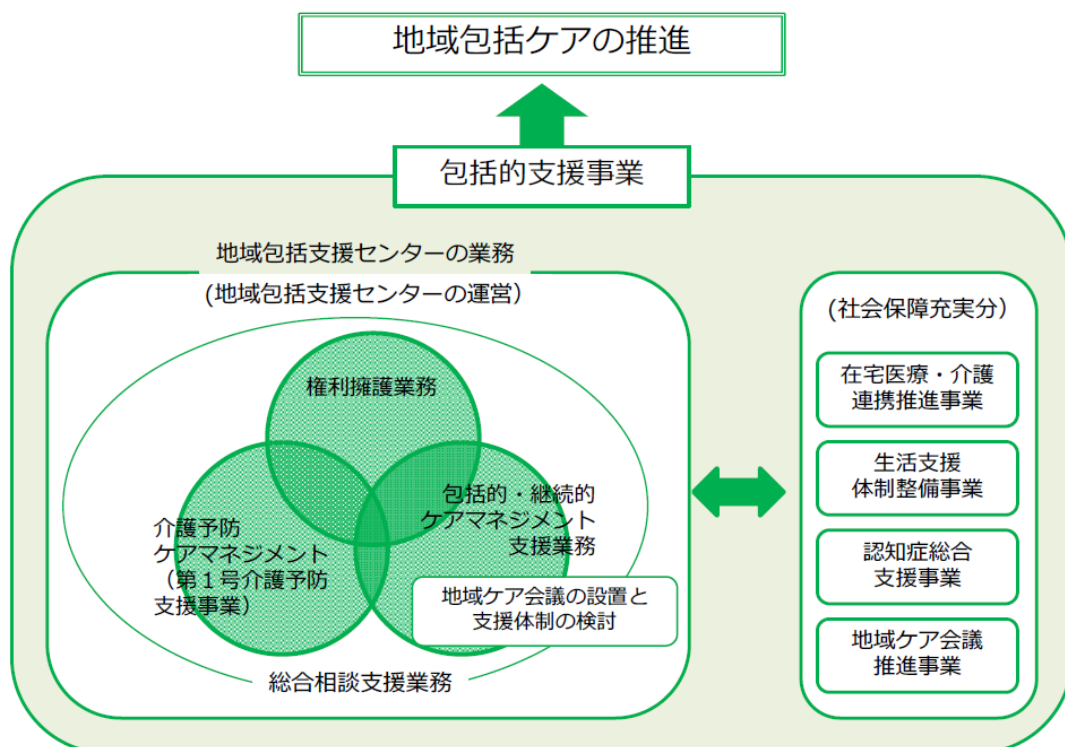 地域包括ケアの推進
包括的支援事業
地域包括支援センターの業務
(地域包括支援センターの運営)
権利擁護業務
介護予防
ケアマネジメント
(第1号介護予防
支援事業)
包括的・継続的
ケアマネジメント
支援業務
地域ケア会議の設置と
支援体制の検討
総合相談支援業務
(社会保障充実分)
在宅医療・介護
連携推進事業
生活支援
体制整備事業
認知症総合
支援事業
地域ケア会議
推進事業